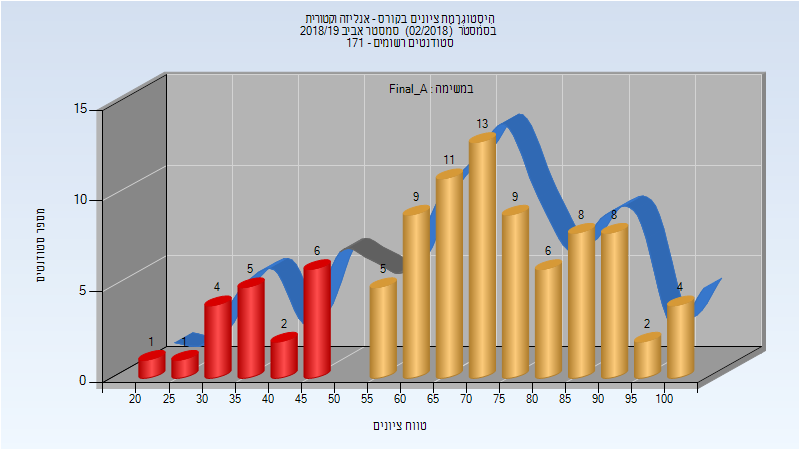 היסטוגרמת ציונים בקורס - אנליזה וקטורית
בסמסטר (02/2018) סמסטר אביב 2018/19
סטודנטים רשומים - 171
במשימה : Final_A
מספר סטודנטים
15
10
5
0
1
1
4
5
2
6
5
9
11
13
9
6
8
8
2
4
20 25 30 35 40 45 50 55 60 65 70 75 80 85 90 95 100
טווח ציונים